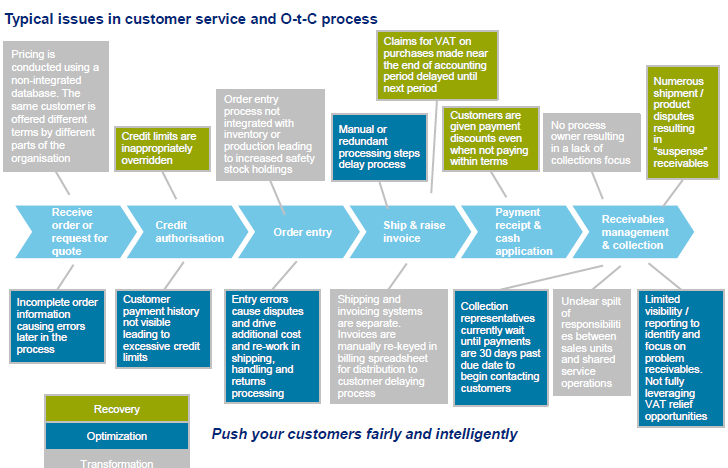 Typical issues in customer service and O-t-C process
Pricing is
conducted using a
non-integrated
database. The
same customer is
offered different
terms by different
parts of the
organisation
Credit limits are
inappropriately
overridden
Order entry
process not
integrated with
inventory or
production leading
to increased safety
stock holdings
Manual or
redundant
processing steps
delay process
Claims for VAT on
purchases made near
the end of accounting
period delayed until
next period
Customers are
given payment
discounts even
when not paying
within terms
No process
owner resulting
in a lack of
collections focus
Numerous
shipment /
product
disputes
resulting
in
“suspense”
receivables
Receive
order or
request for
quote
Credit
authorisation
Order entry
Ship & raise
invoice
Payment
receipt &
cash
application
Receivables
management
& collection
Incomplete order
information
causing errors
later in the
process
Customer
payment history
not visible
leading to
excessive credit
limits
Entry errors
cause disputes
and drive
additional cost
and re-work in
shipping,
handling and
returns
processing
Shipping and
invoicing systems
are separate.
Invoices are
manually re-keyed in
billing spreadsheet
for distribution to
customer delaying
process
Collection
representatives
currently wait
until payments
are 30 days past
due date to
begin contacting
customers
Unclear spilt
of
responsibiliti
es between
sales units
and shared
service
operations
Limited
visibility /
reporting to
identify and
focus on
problem
receivables.
Not fully
leveraging
VAT relief
opportunities
Recovery
Optimization
Transformation
Push your customers fairly and intelligently